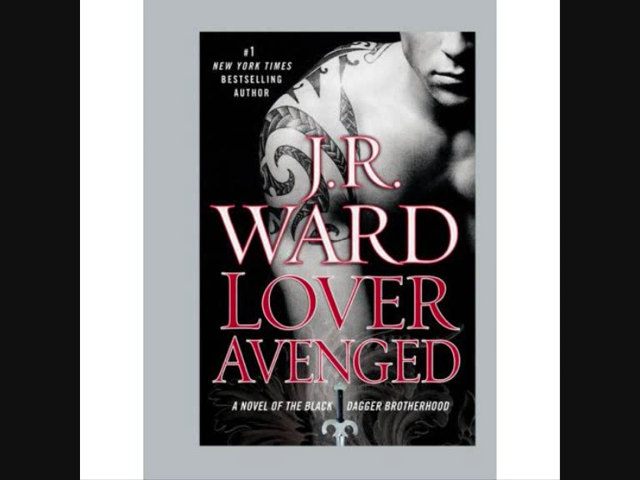 #1
NEW YORK TIMES
BESTSELLING
AUTHOR
J.R.
WARD
LOVER
AVENGED
A NOVEL OF THE BLACK DAGGER BROTHERHOOD